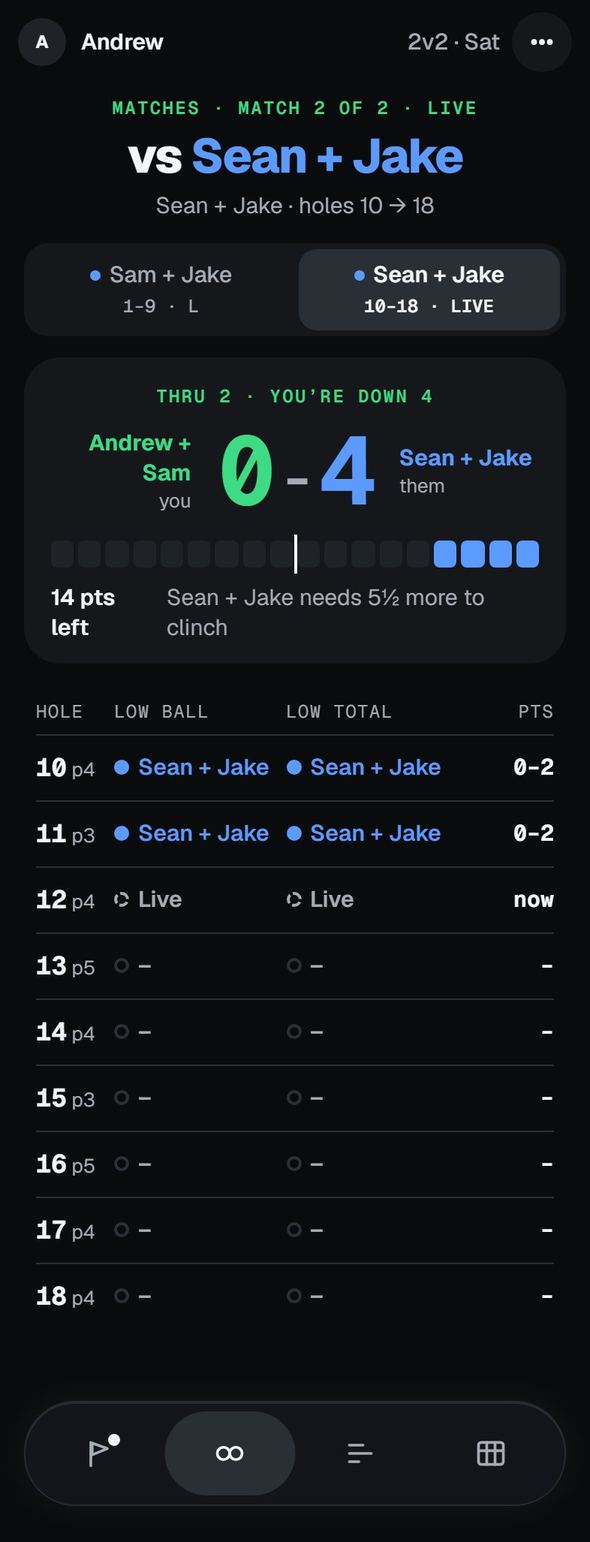 A Andrew 2v2 · Sat
MATCHES · MATCH 2 OF 2 · LIVE
vs Sean + Jake
Sean + Jake · holes 10 → 18
Sam + Jake
1–9 · L
Sean + Jake
10–18 · LIVE
THRU 2 · YOU’RE DOWN 4
Andrew +
Sam
you
0 – 4
Sean + Jake
them
14 pts
left
Sean + Jake needs 5½ more to
clinch
HOLE LOW BALL LOW TOTAL PTS
10 p4 Sean + Jake Sean + Jake 0–2
11 p3 Sean + Jake Sean + Jake 0–2
12 p4 Live Live now
13 p5 – – –
14 p4 – – –
15 p3 – – –
16 p5 – – –
17 p4 – – –
18 p4 – – –